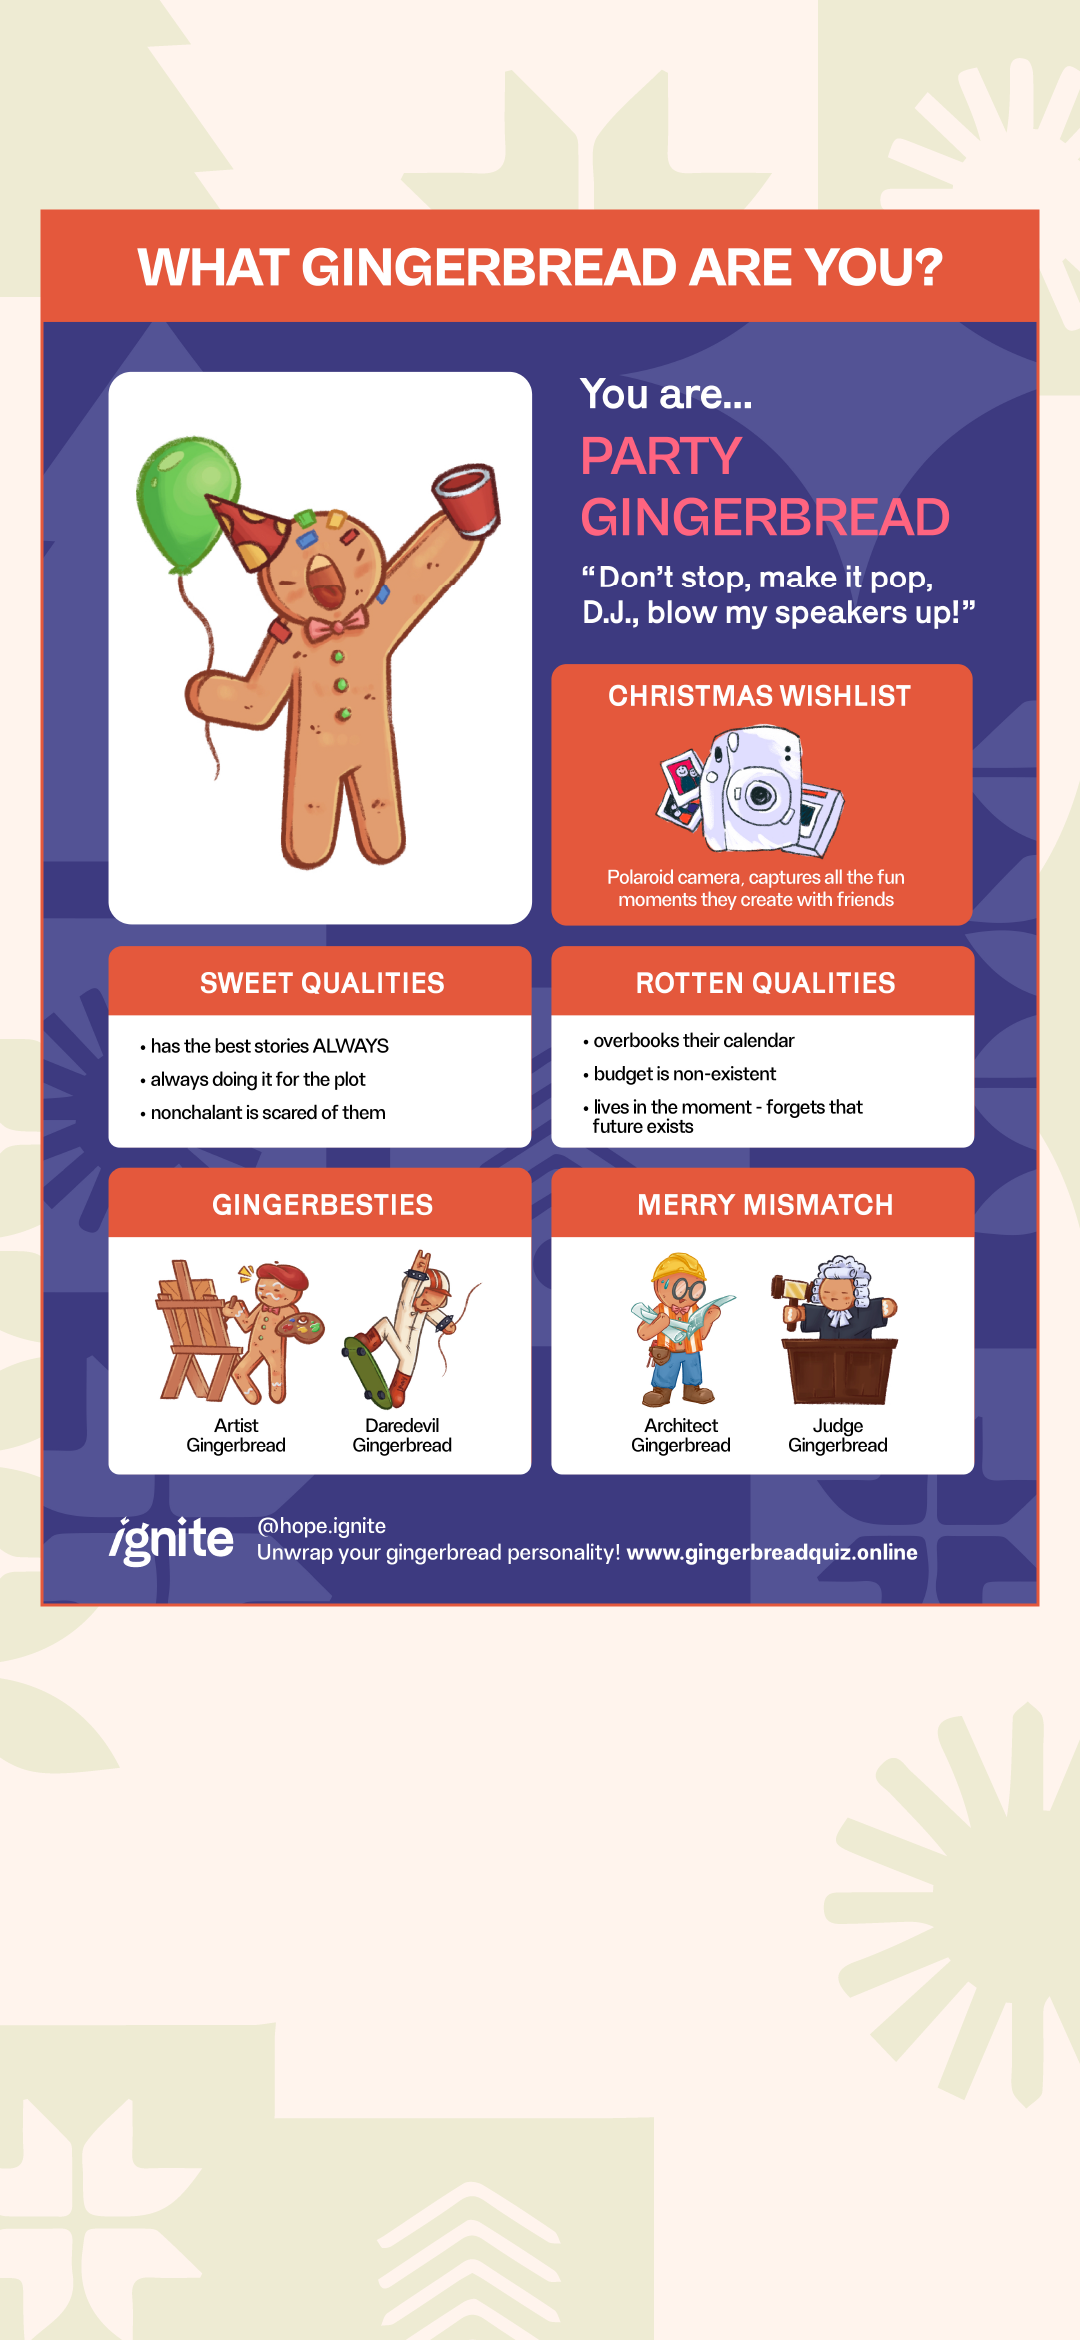 WHAT GINGERBREAD ARE YOU?
You are...
PARTY
GINGERBREAD
“Don’t stop, make it pop,
D.J., blow my speakers up!”
CHRISTMAS WISHLIST
Polaroid camera, captures all the fun
moments they create with friends
SWEET QUALITIES
• has the best stories ALWAYS
• always doing it for the plot
• nonchalant is scared of them
ROTTEN QUALITIES
• overbooks their calendar
• budget is non-existent
• lives in the moment - forgets that
future exists
GINGERBESTIES
Artist
Gingerbread
Daredevil
Gingerbread
MERRY MISMATCH
Architect
Gingerbread
Judge
Gingerbread
ignite
@hope.ignite
Unwrap your gingerbread personality! www.gingerbreadquiz.online